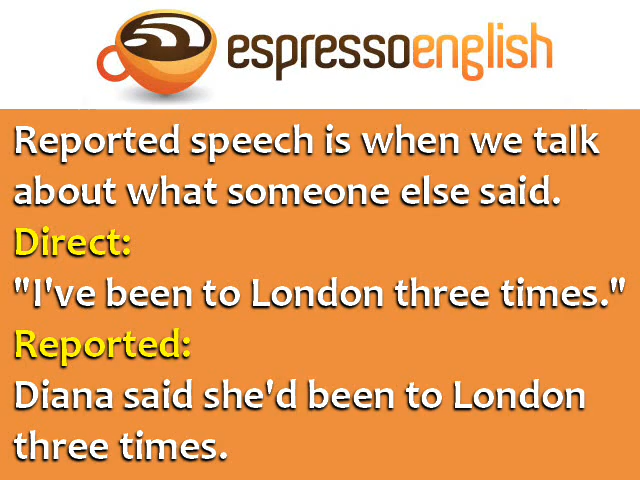 espressoenglish
Reported speech is when we talk
about what someone else said.
Direct:
"I've been to London three times."
Reported:
Diana said she'd been to London
three times.